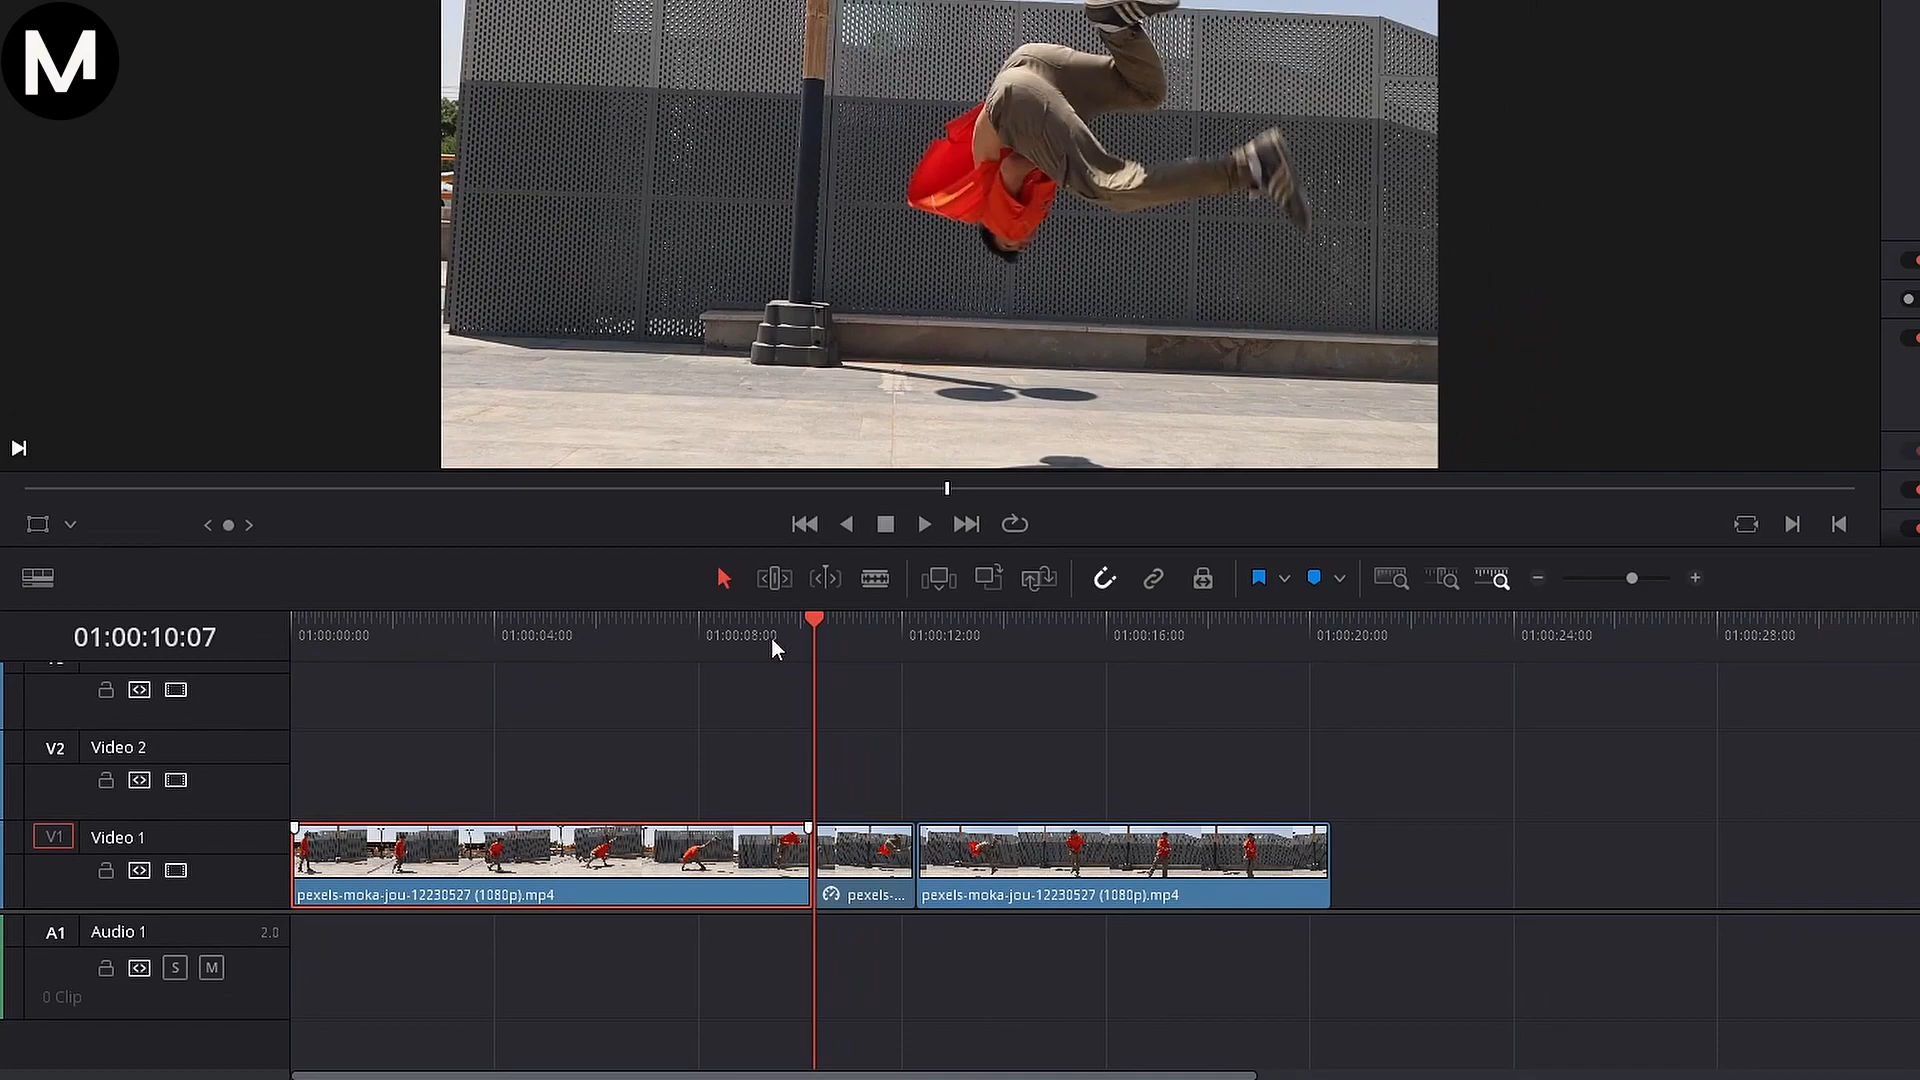 M
01:00:10:07
01:00:00:00 01:00:04:00 01:00:08:00 01:00:12:00 01:00:16:00 01:00:20:00 01:00:24:00 01:00:28:00
V2 Video 2
V1 Video 1
pexels-moka-jou-12230527 (1080p).mp4 pexels-... pexels-moka-jou-12230527 (1080p).mp4
A1 Audio 1 2.0
S M
0 Clip